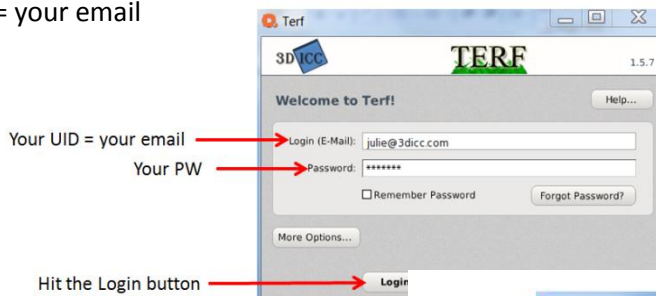 = your email
Terf
3D ICC
TERF
1.5.7
Welcome to Terf!
Help...
Your UID = your email
Login (E-Mail): julie@3dicc.com
Your PW
Password: *******
Remember Password
Forgot Password?
More Options...
Hit the Login button
Login